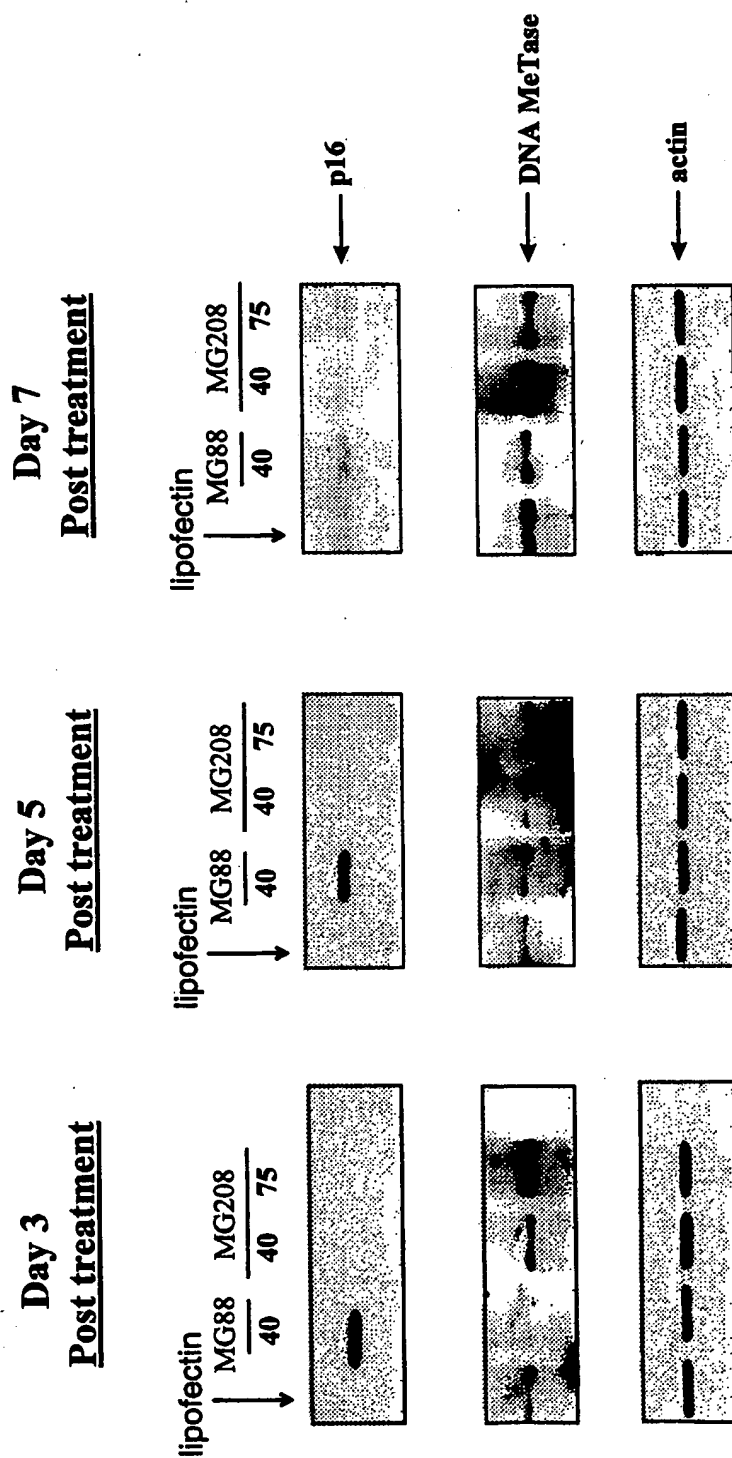 Day 3
Post treatment
lipofectin
MG88 MG208
40 40 75
Day 5
Post treatment
lipofectin
MG88 MG208
40 40 75
Day 7
Post treatment
lipofectin
MG88 MG208
40 40 75
p16
DNA MeTase
actin